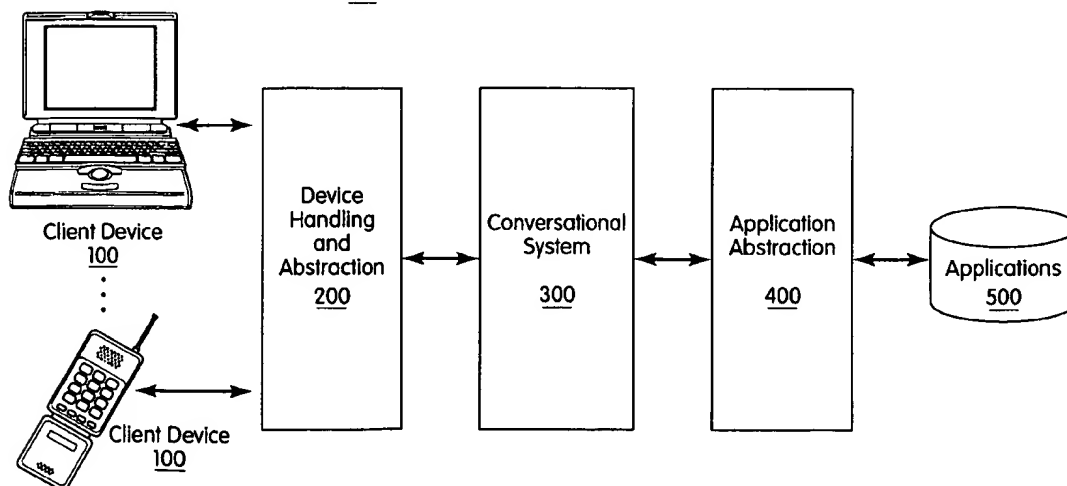 Client Device
100
Device
Handling
and
Abstraction
200
Conversational
System
300
Application
Abstraction
400
Applications
500
Client Device
100